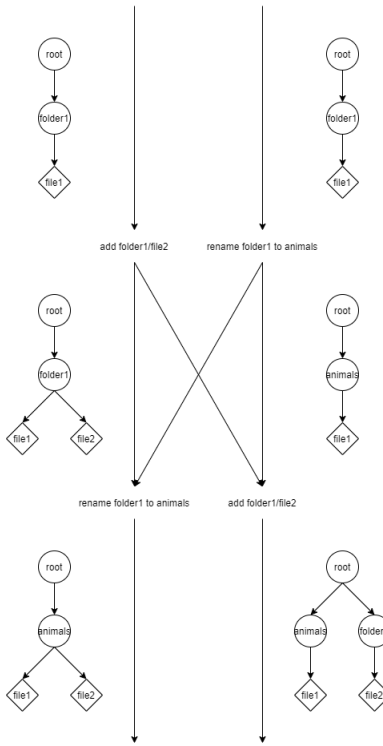 root
root
folder1
folder1
file1
file1
add folder1/file2
rename folder1 to animals
root
root
folder1
animals
file1
file2
file1
rename folder1 to animals
add folder1/file2
root
root
animals
animals
folder
file1
file2
file1
file2